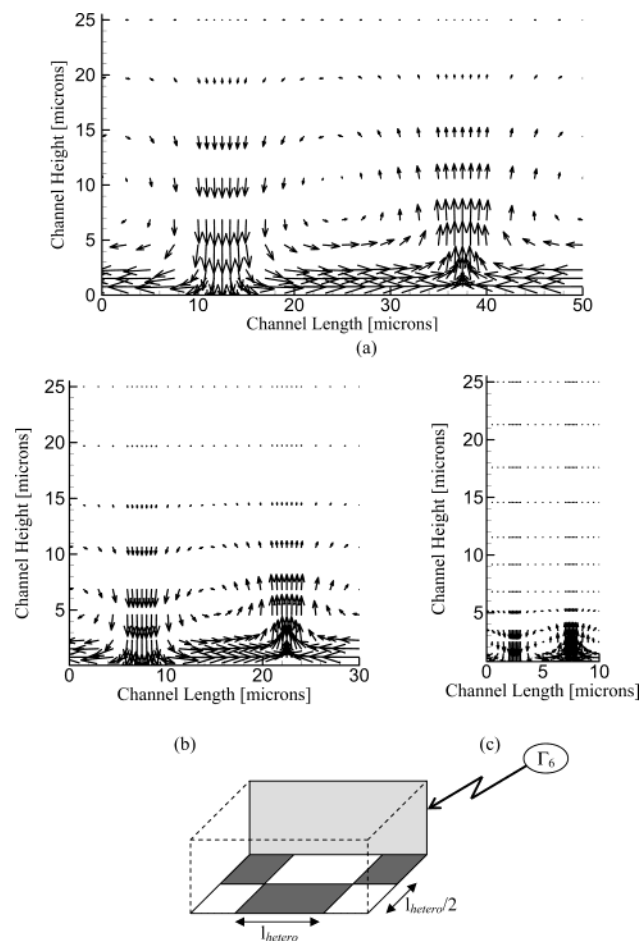 25
20
15
10
5
0
Channel Height [microns]
0 10 20 30 40 50
Channel Length [microns]
(a)
25
20
15
10
5
Channel Height [microns]
0 10 20 30
Channel Length [microns]
(b)
25
20
15
10
5
Channel Height [microns]
0 5 10
Channel Length [microns]
(c)
Γ6
lhetero/2
lhetero